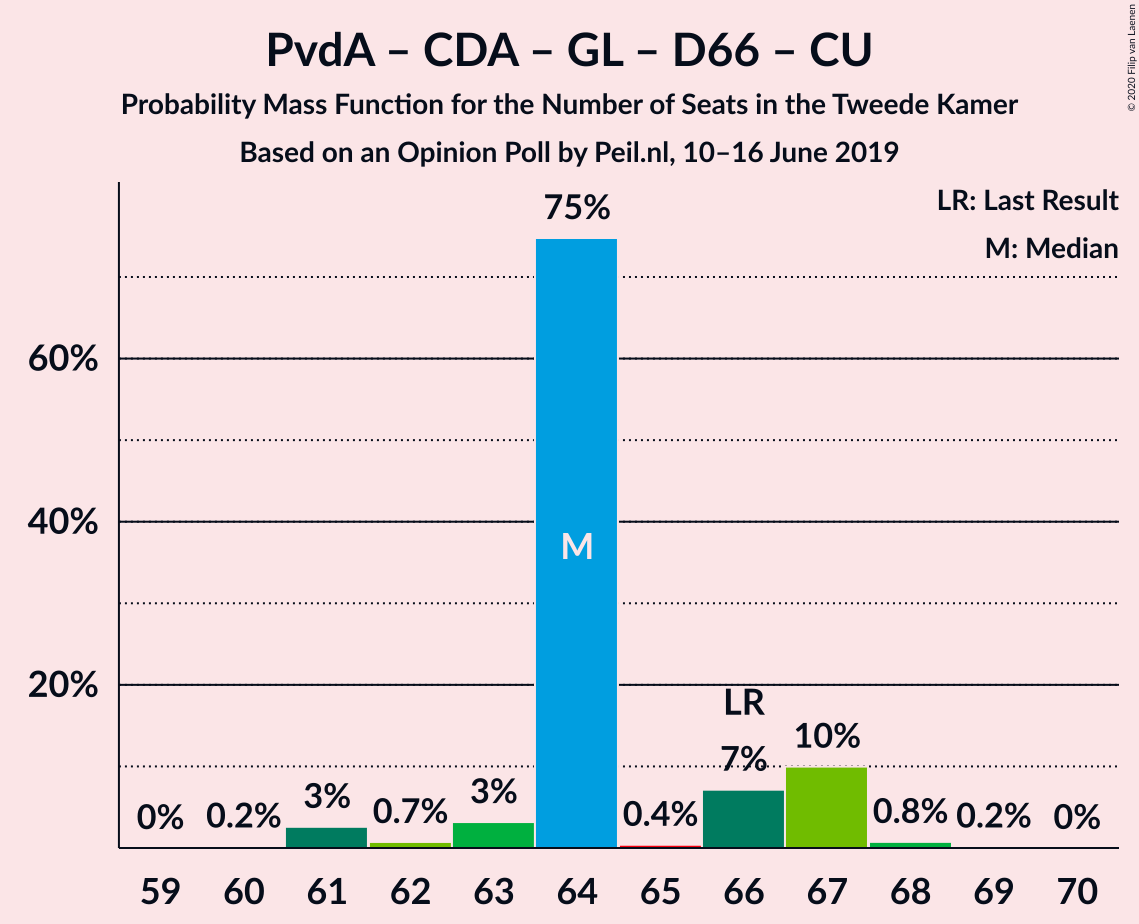 PvdA – CDA – GL – D66 – CU
Probability Mass Function for the Number of Seats in the Tweede Kamer
Based on an Opinion Poll by Peil.nl, 10–16 June 2019
© 2020 Filip van Laenen
LR: Last Result
M: Median
75%
60%
40%
M
20%
LR
7%
10%
0%
0.2%
3%
0.7%
3%
0.4%
0.8%
0.2%
0%
59 60 61 62 63 64 65 66 67 68 69 70